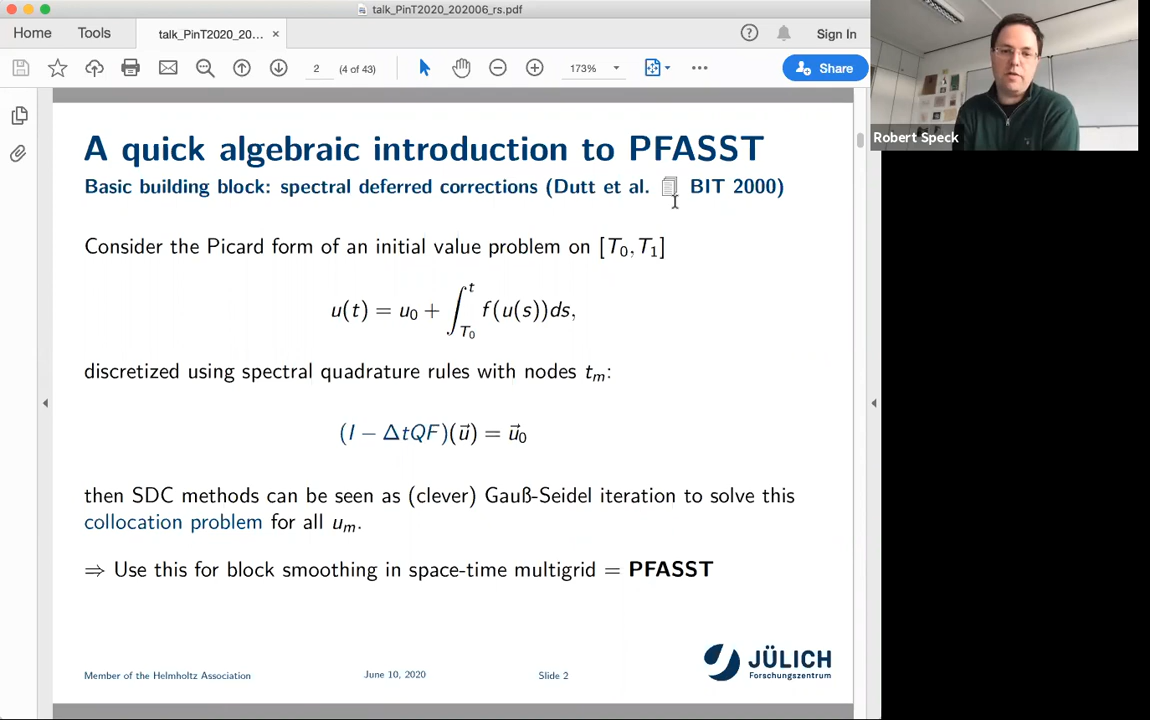 talk_PinT2020_202006_rs.pdf
Home Tools talk_PinT2020_20... × Sign In
2 (4 of 43) 173% Share
Robert Speck
A quick algebraic introduction to PFASST
Basic building block: spectral deferred corrections (Dutt et al. BIT 2000)
Consider the Picard form of an initial value problem on [T₀, T₁]
u(t) = u₀ + ∫_{T₀}^{t} f(u(s))ds,
discretized using spectral quadrature rules with nodes tₘ:
(I − ΔtQF)(u⃗) = u⃗₀
then SDC methods can be seen as (clever) Gauß-Seidel iteration to solve this
collocation problem for all uₘ.
⇒ Use this for block smoothing in space-time multigrid = PFASST
JÜLICH
Forschungszentrum
Member of the Helmholtz Association June 10, 2020 Slide 2